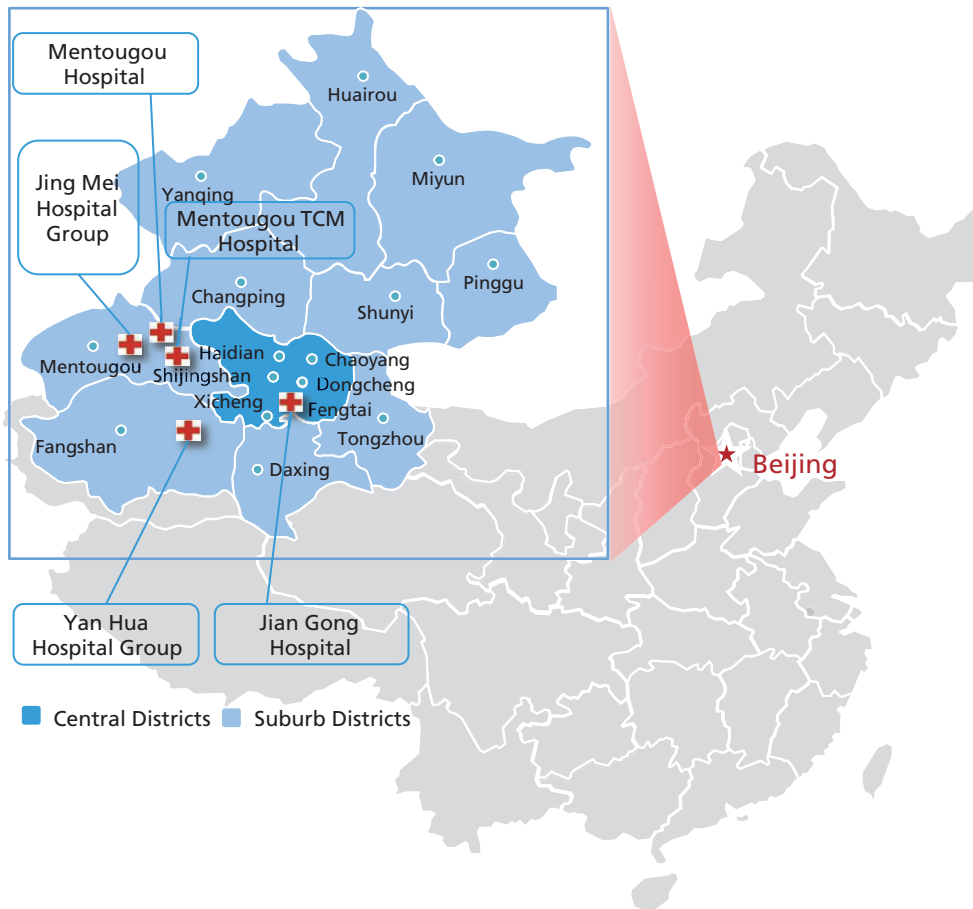 Mentougou
Hospital
Huairou
Jing Mei
Hospital
Group
Miyun
Yanqing
Mentougou TCM
Hospital
Pinggu
Changping
Shunyi
Mentougou
Haidian
Chaoyang
Shijingshan
Dongcheng
Xicheng
Fengtai
Fangshan
Tongzhou
Daxing
Beijing
Yan Hua
Hospital Group
Jian Gong
Hospital
Central Districts
Suburb Districts